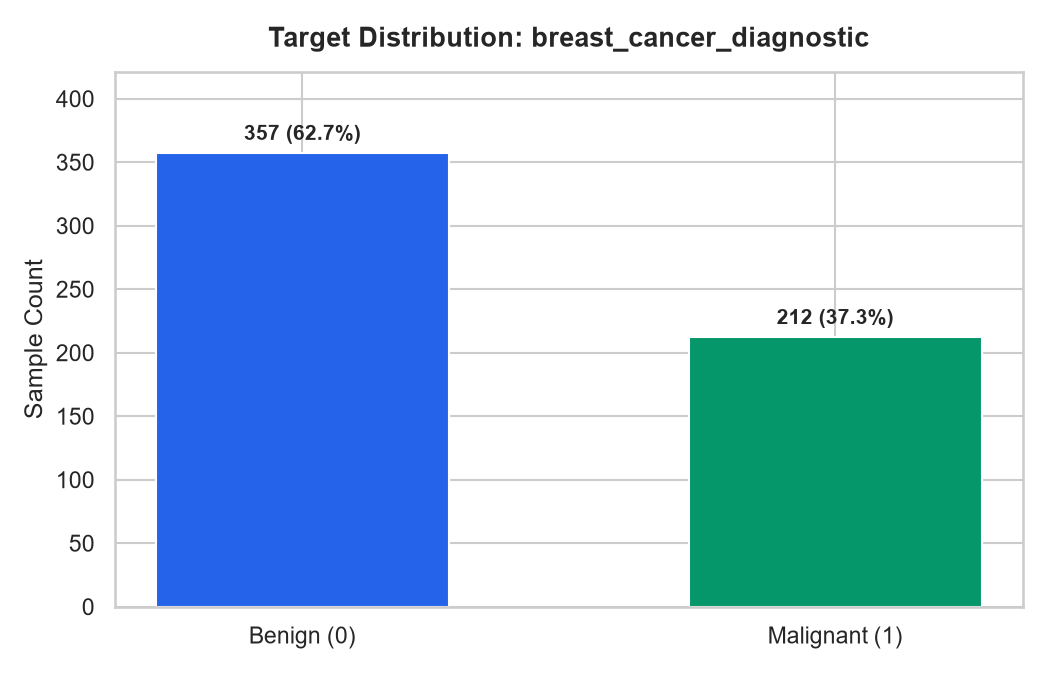 Target Distribution: breast_cancer_diagnostic
Sample Count
400
350
300
250
200
150
100
50
0
357 (62.7%)
212 (37.3%)
Benign (0)
Malignant (1)